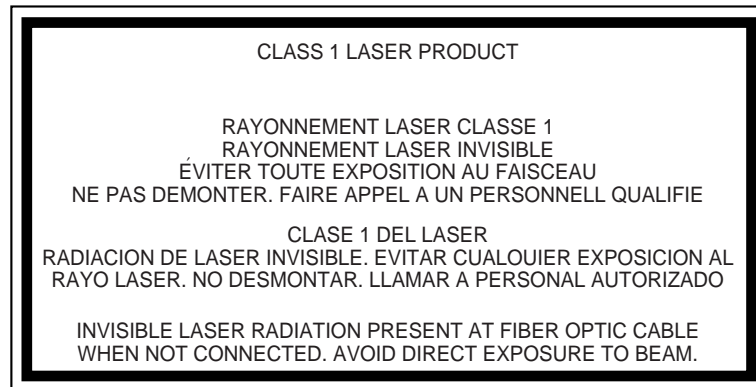 CLASS 1 LASER PRODUCT
RAYONNEMENT LASER CLASSE 1
RAYONNEMENT LASER INVISIBLE
ÉVITER TOUTE EXPOSITION AU FAISCEAU
NE PAS DEMONTER. FAIRE APPEL A UN PERSONNELL QUALIFIE
CLASE 1 DEL LASER
RADIACION DE LASER INVISIBLE. EVITAR CUALOUIER EXPOSICION AL
RAYO LASER. NO DESMONTAR. LLAMAR A PERSONAL AUTORIZADO
INVISIBLE LASER RADIATION PRESENT AT FIBER OPTIC CABLE
WHEN NOT CONNECTED. AVOID DIRECT EXPOSURE TO BEAM.